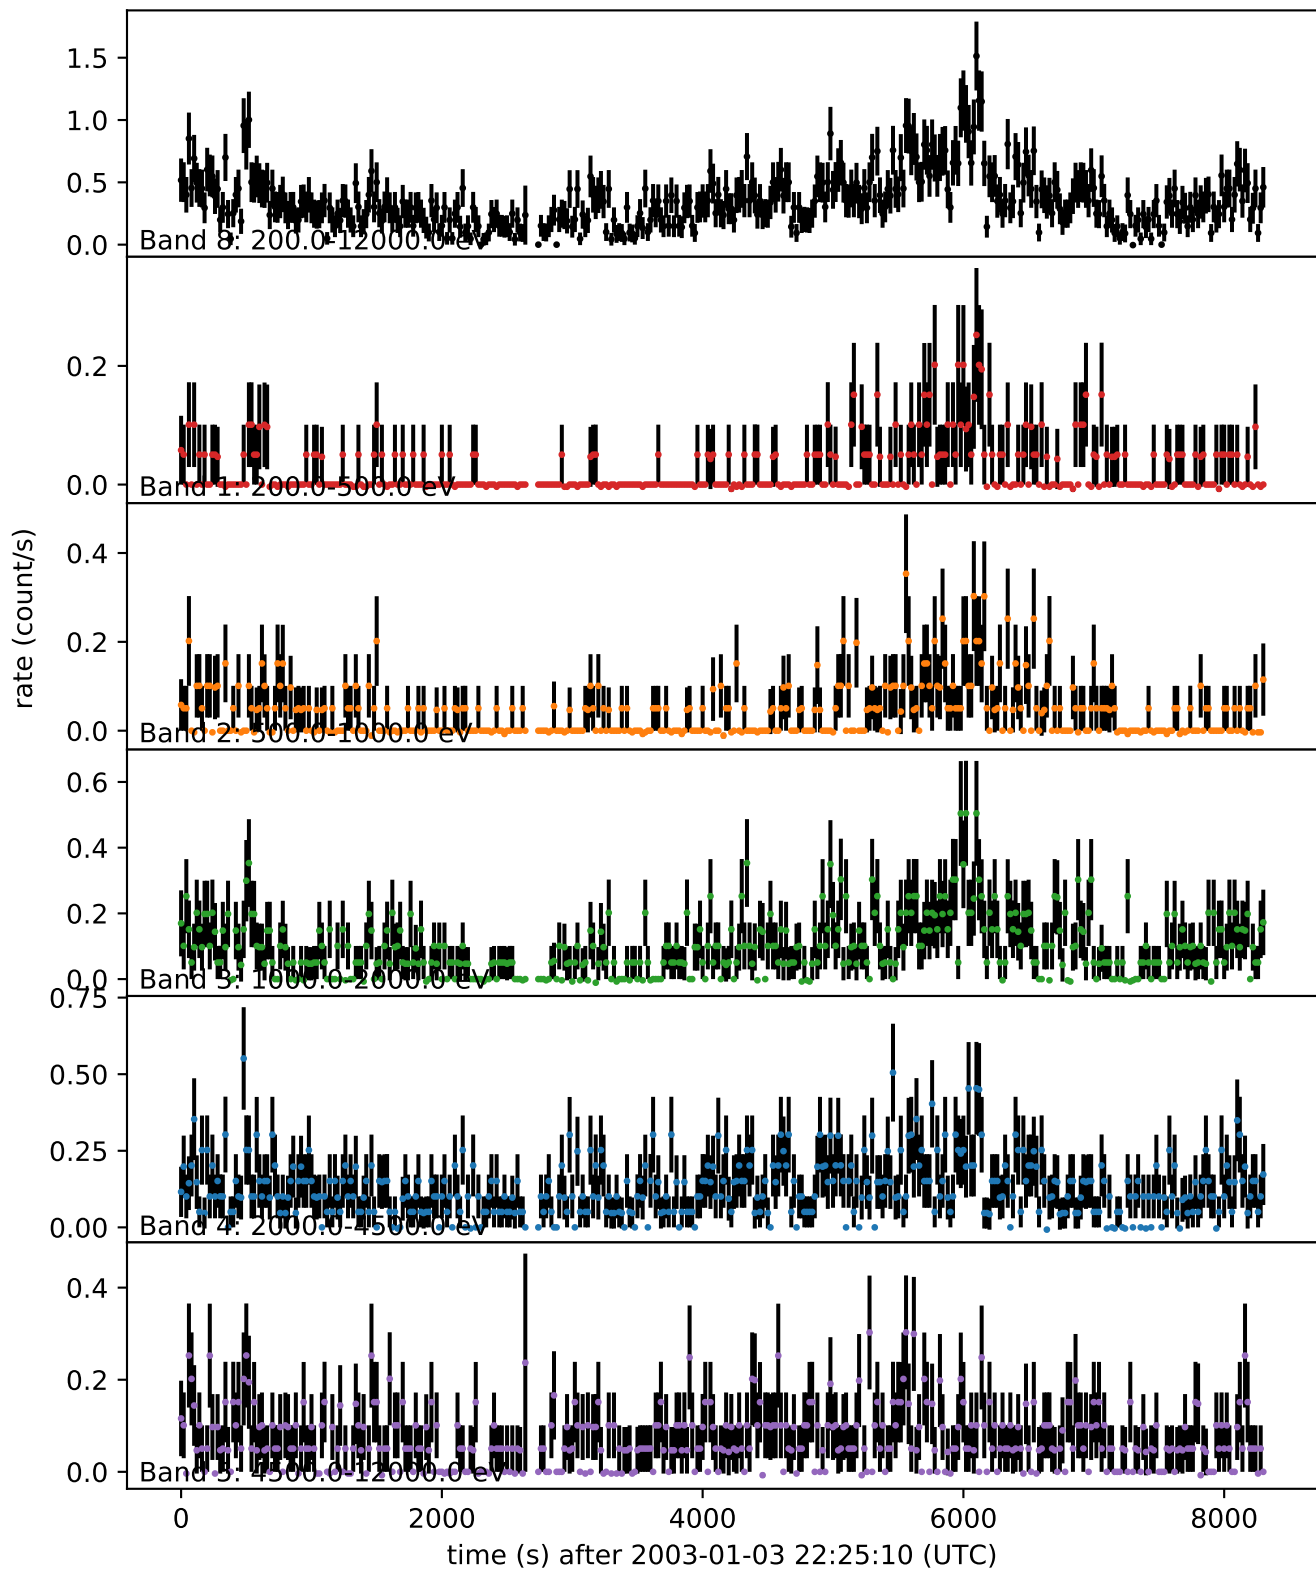 1.5
1.0
0.5
0.0
Band 8: 200.0-12000.0 eV
0.2
0.0
Band 1: 200.0-500.0 eV
0.4
0.2
0.0
Band 2: 500.0-1000.0 eV
rate (count/s)
0.6
0.4
0.2
0.0
Band 3: 1000.0-2000.0 eV
0.75
0.50
0.25
0.00
Band 4: 2000.0-4500.0 eV
0.4
0.2
0.0
Band 5: 4500.0-12000.0 eV
0 2000 4000 6000 8000
time (s) after 2003-01-03 22:25:10 (UTC)